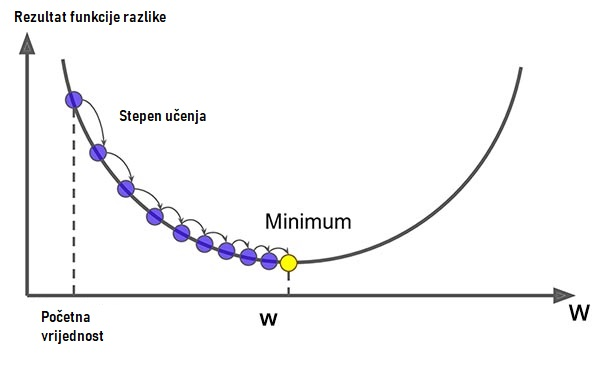 Rezultat funkcije razlike
Stepen učenja
Minimum
Početna
vrijednost
w
W